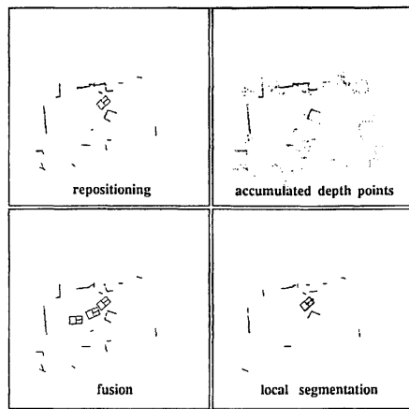 repositioning
accumulated depth points
fusion
local segmentation